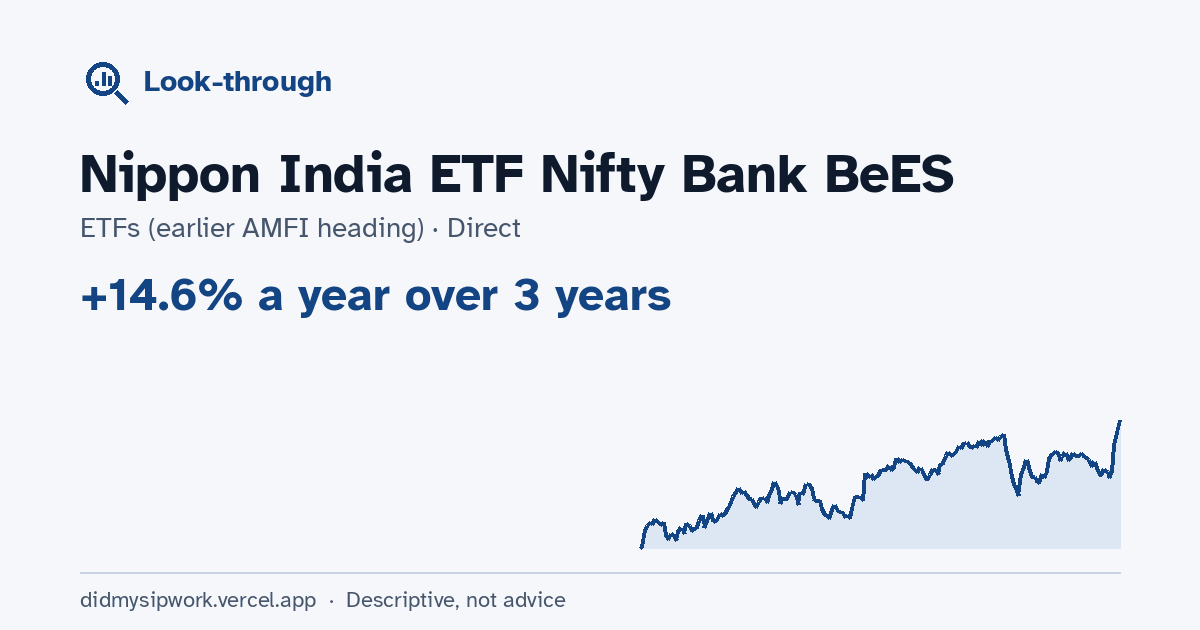 Look-through
Nippon India ETF Nifty Bank BeES
ETFs (earlier AMFI heading) · Direct
+14.6% a year over 3 years
didmysipwork.vercel.app · Descriptive, not advice